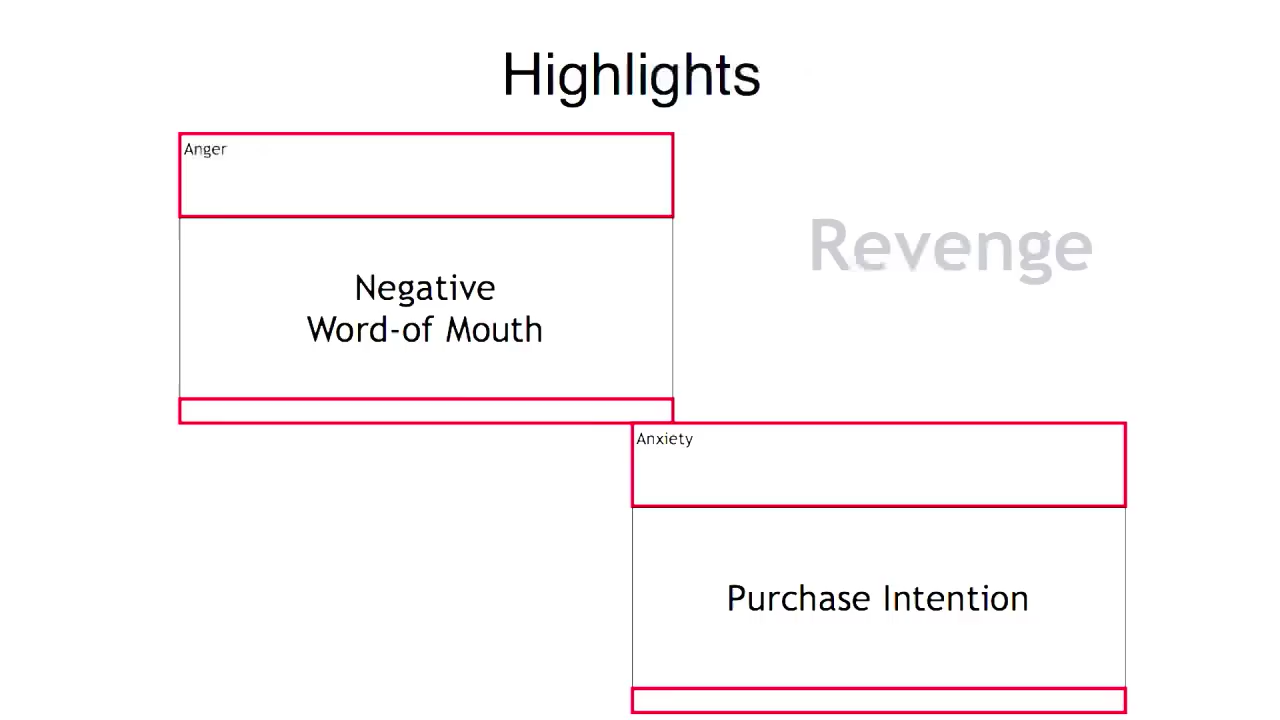 Highlights
Anger
Revenge
Negative
Word-of Mouth
Anxiety
Purchase Intention